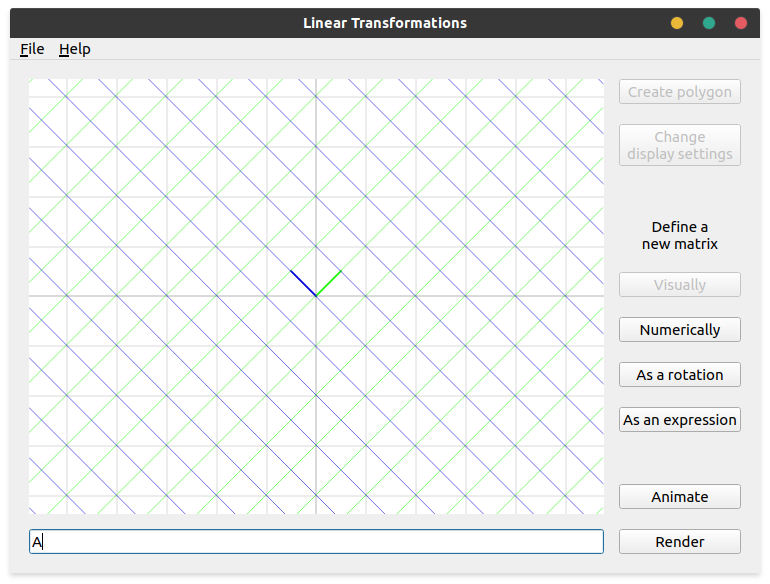 Linear Transformations
File Help
Create polygon
Change
display settings
Define a
new matrix
Visually
Numerically
As a rotation
As an expression
Animate
A
Render